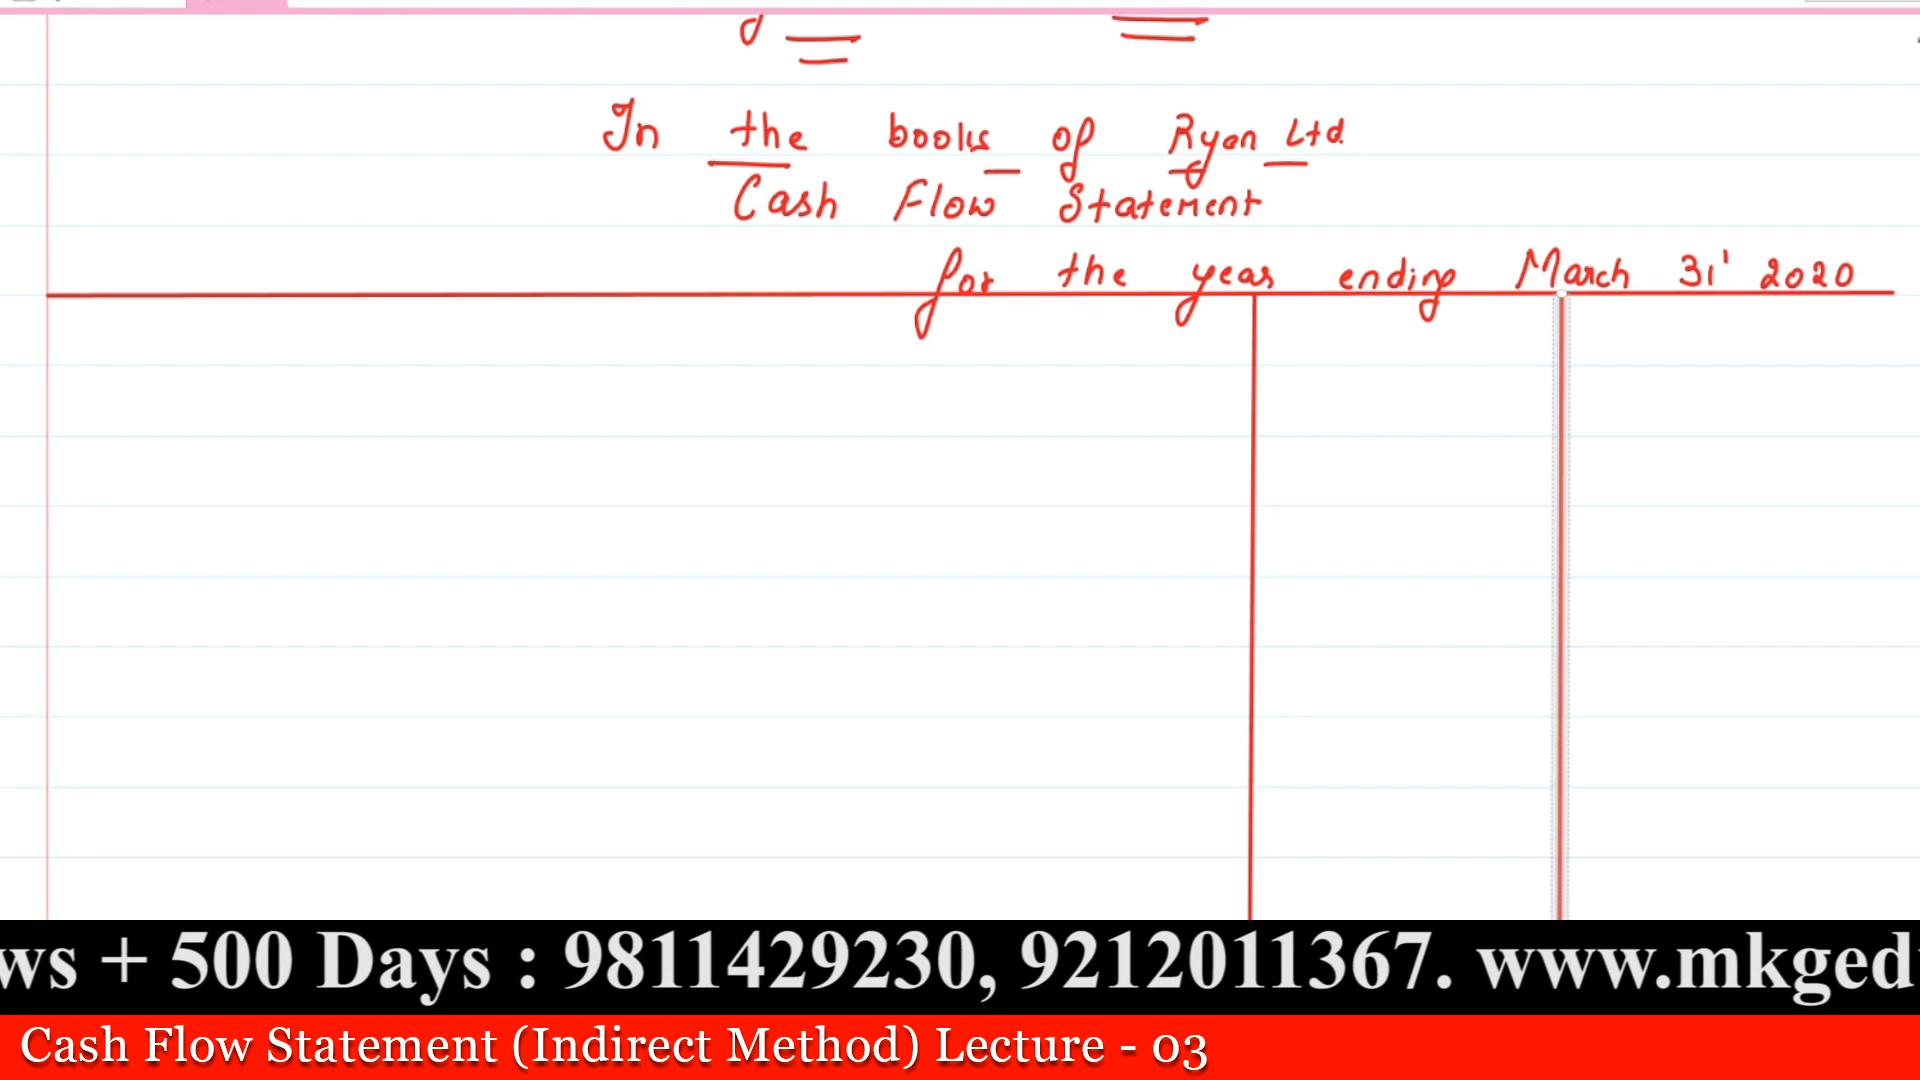 In the books of Ryan Ltd.
Cash Flow Statement
for the year ending March 31' 2020
ws + 500 Days : 9811429230, 9212011367. www.mkged
Cash Flow Statement (Indirect Method) Lecture - 03